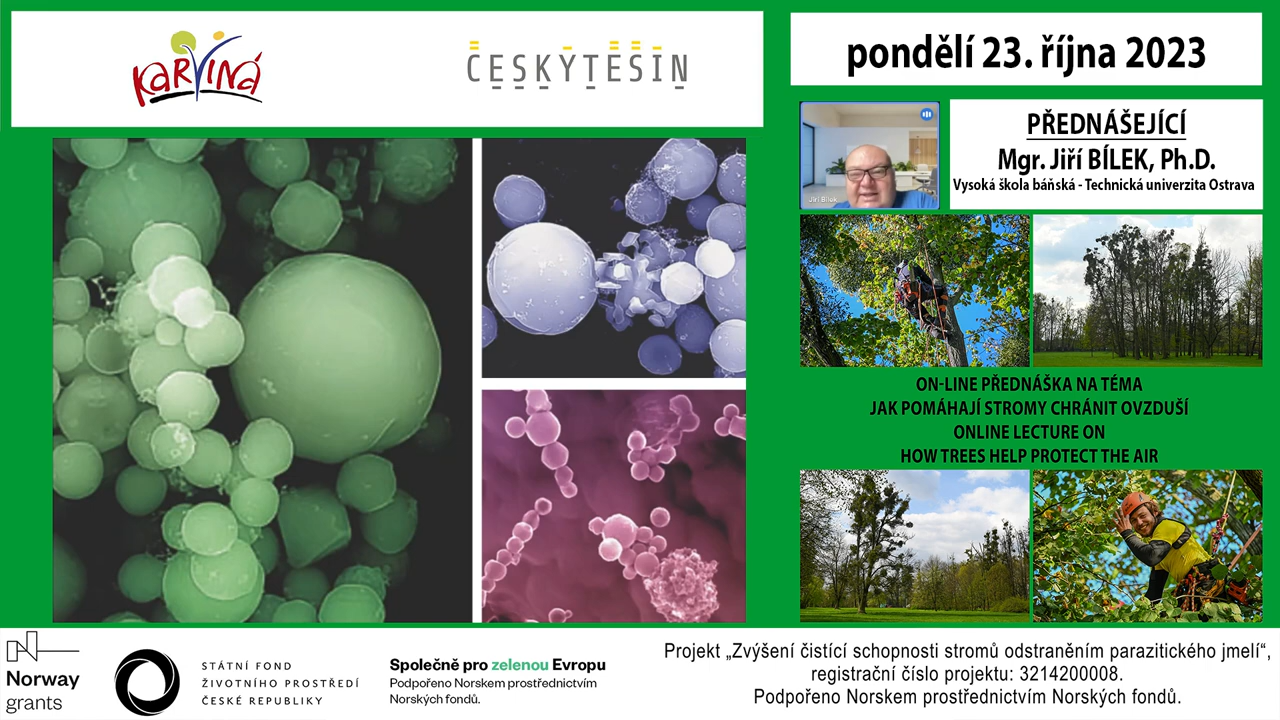 Karviná
ČESKÝTĚŠÍN
pondělí 23. října 2023
Jiří Bílek
PŘEDNÁŠEJÍCÍ
Mgr. Jiří BÍLEK, Ph.D.
Vysoká škola báňská - Technická univerzita Ostrava
ON-LINE PŘEDNÁŠKA NA TÉMA
JAK POMÁHAJÍ STROMY CHRÁNIT OVZDUŠÍ
ONLINE LECTURE ON
HOW TREES HELP PROTECT THE AIR
Norway
grants
STÁTNÍ FOND
ŽIVOTNÍHO PROSTŘEDÍ
ČESKÉ REPUBLIKY
Společně pro zelenou Evropu
Podpořeno Norskem prostřednictvím
Norských fondů.
Projekt „Zvýšení čistící schopnosti stromů odstraněním parazitického jmelí“,
registrační číslo projektu: 3214200008.
Podpořeno Norskem prostřednictvím Norských fondů.